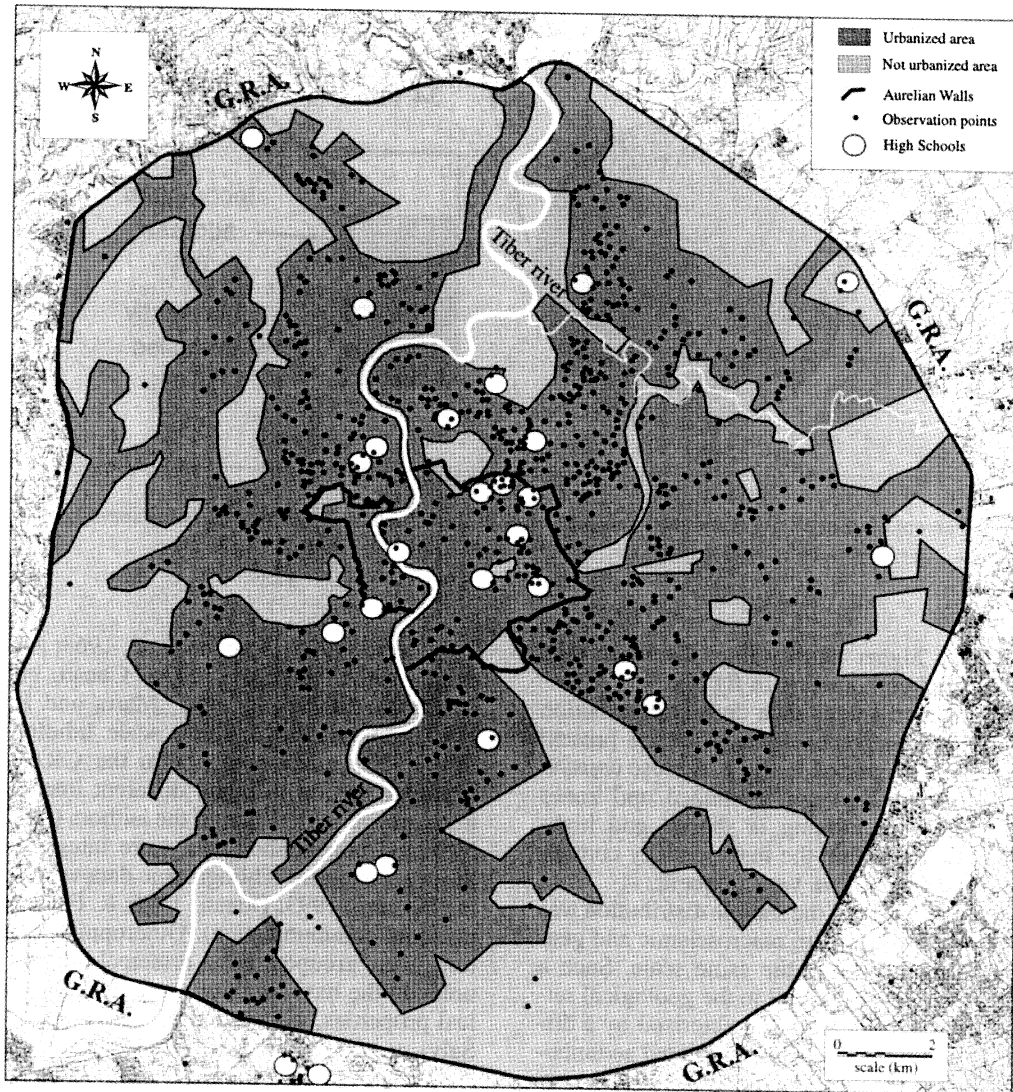 N
W E
S
G.R.A.
Urbanized area
Not urbanized area
Aurelian Walls
Observation points
High Schools
Tiber river
G.R.A.
Tiber river
G.R.A.
G.R.A.
0 2
scale (km)